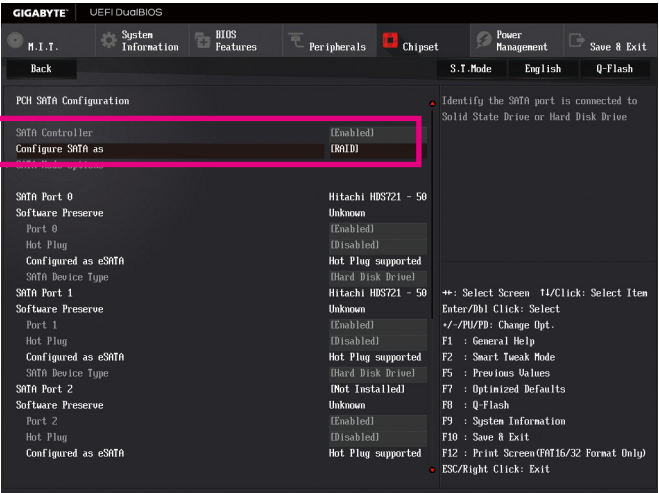 GIGABYTE™ UEFI DualBIOS
M.I.T. System Information BIOS Features Peripherals Chipset Power Management Save & Exit
Back S.T.Mode English Q-Flash
PCH SATA Configuration
SATA Controller [Enabled]
Configure SATA as [RAID]
SATA Mode options
SATA Port 0 Hitachi HDS721 - 50
Software Preserve Unknown
Port 0 [Enabled]
Hot Plug [Disabled]
Configured as eSATA Hot Plug supported
SATA Device Type [Hard Disk Drive]
SATA Port 1 Hitachi HDS721 - 50
Software Preserve Unknown
Port 1 [Enabled]
Hot Plug [Disabled]
Configured as eSATA Hot Plug supported
SATA Device Type [Hard Disk Drive]
SATA Port 2 [Not Installed]
Software Preserve Unknown
Port 2 [Enabled]
Hot Plug [Disabled]
Configured as eSATA Hot Plug supported
Identify the SATA port is connected to
Solid State Drive or Hard Disk Drive
→←: Select Screen ↑↓/Click: Select Item
Enter/Dbl Click: Select
+/-/PU/PD: Change Opt.
F1 : General Help
F2 : Smart Tweak Mode
F5 : Previous Values
F7 : Optimized Defaults
F8 : Q-Flash
F9 : System Information
F10 : Save & Exit
F12 : Print Screen(FAT16/32 Format Only)
ESC/Right Click: Exit